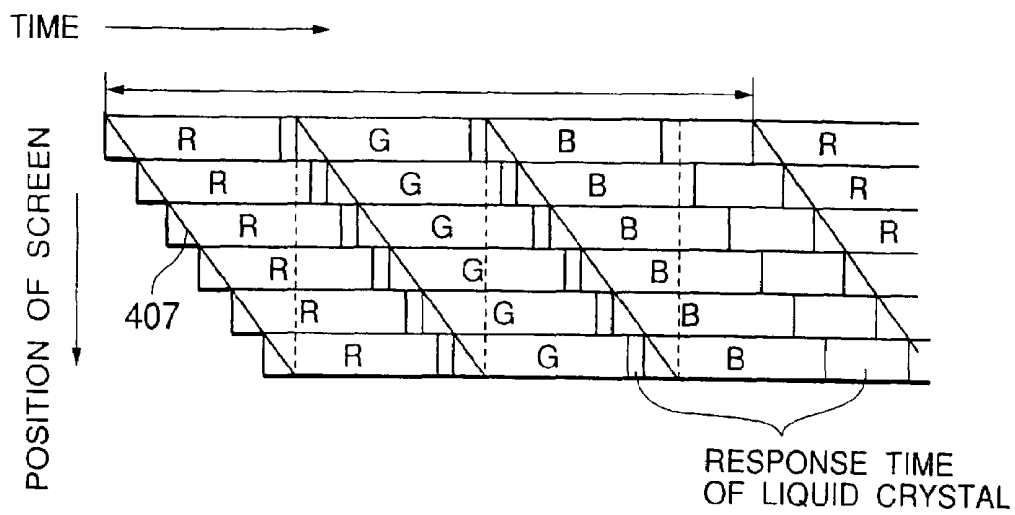 TIME
R G B R
R G B R
R G B R
R G B
R G B
R G B
407
POSITION OF SCREEN
RESPONSE TIME
OF LIQUID CRYSTAL